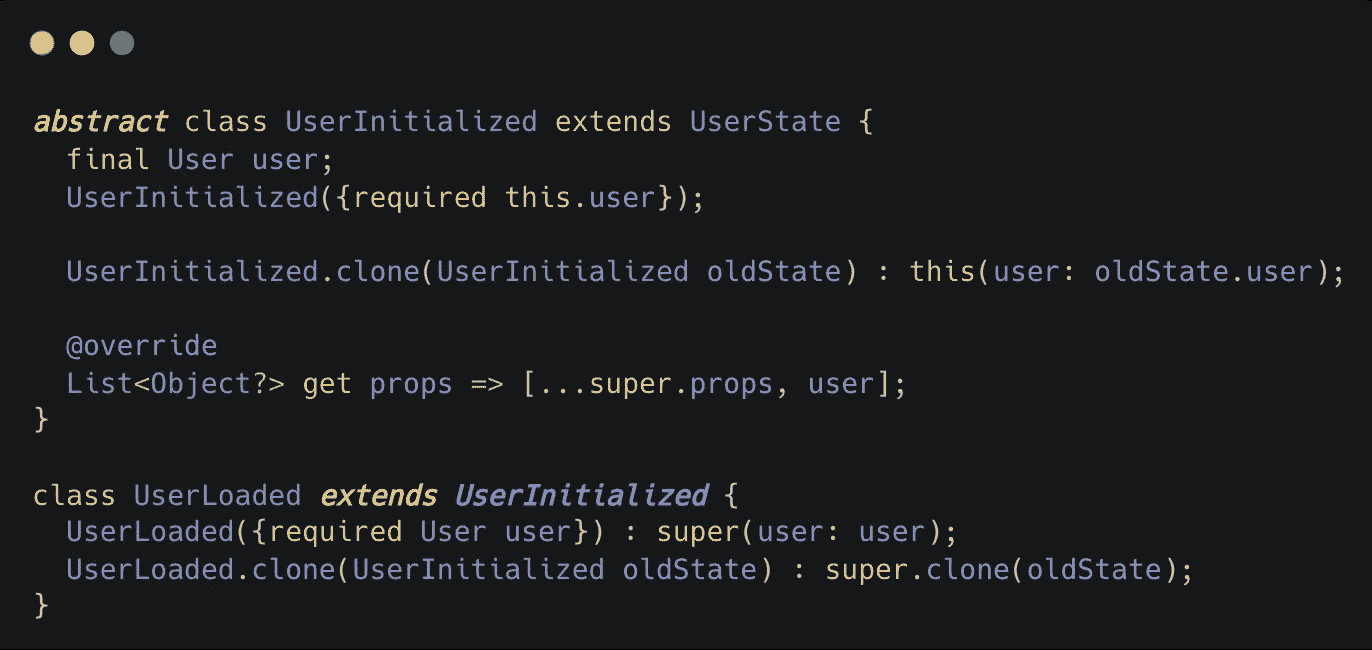 abstract class UserInitialized extends UserState {
  final User user;
  UserInitialized({required this.user});

  UserInitialized.clone(UserInitialized oldState) : this(user: oldState.user);

  @override
  List<Object?> get props => [...super.props, user];
}

class UserLoaded extends UserInitialized {
  UserLoaded({required User user}) : super(user: user);
  UserLoaded.clone(UserInitialized oldState) : super.clone(oldState);
}